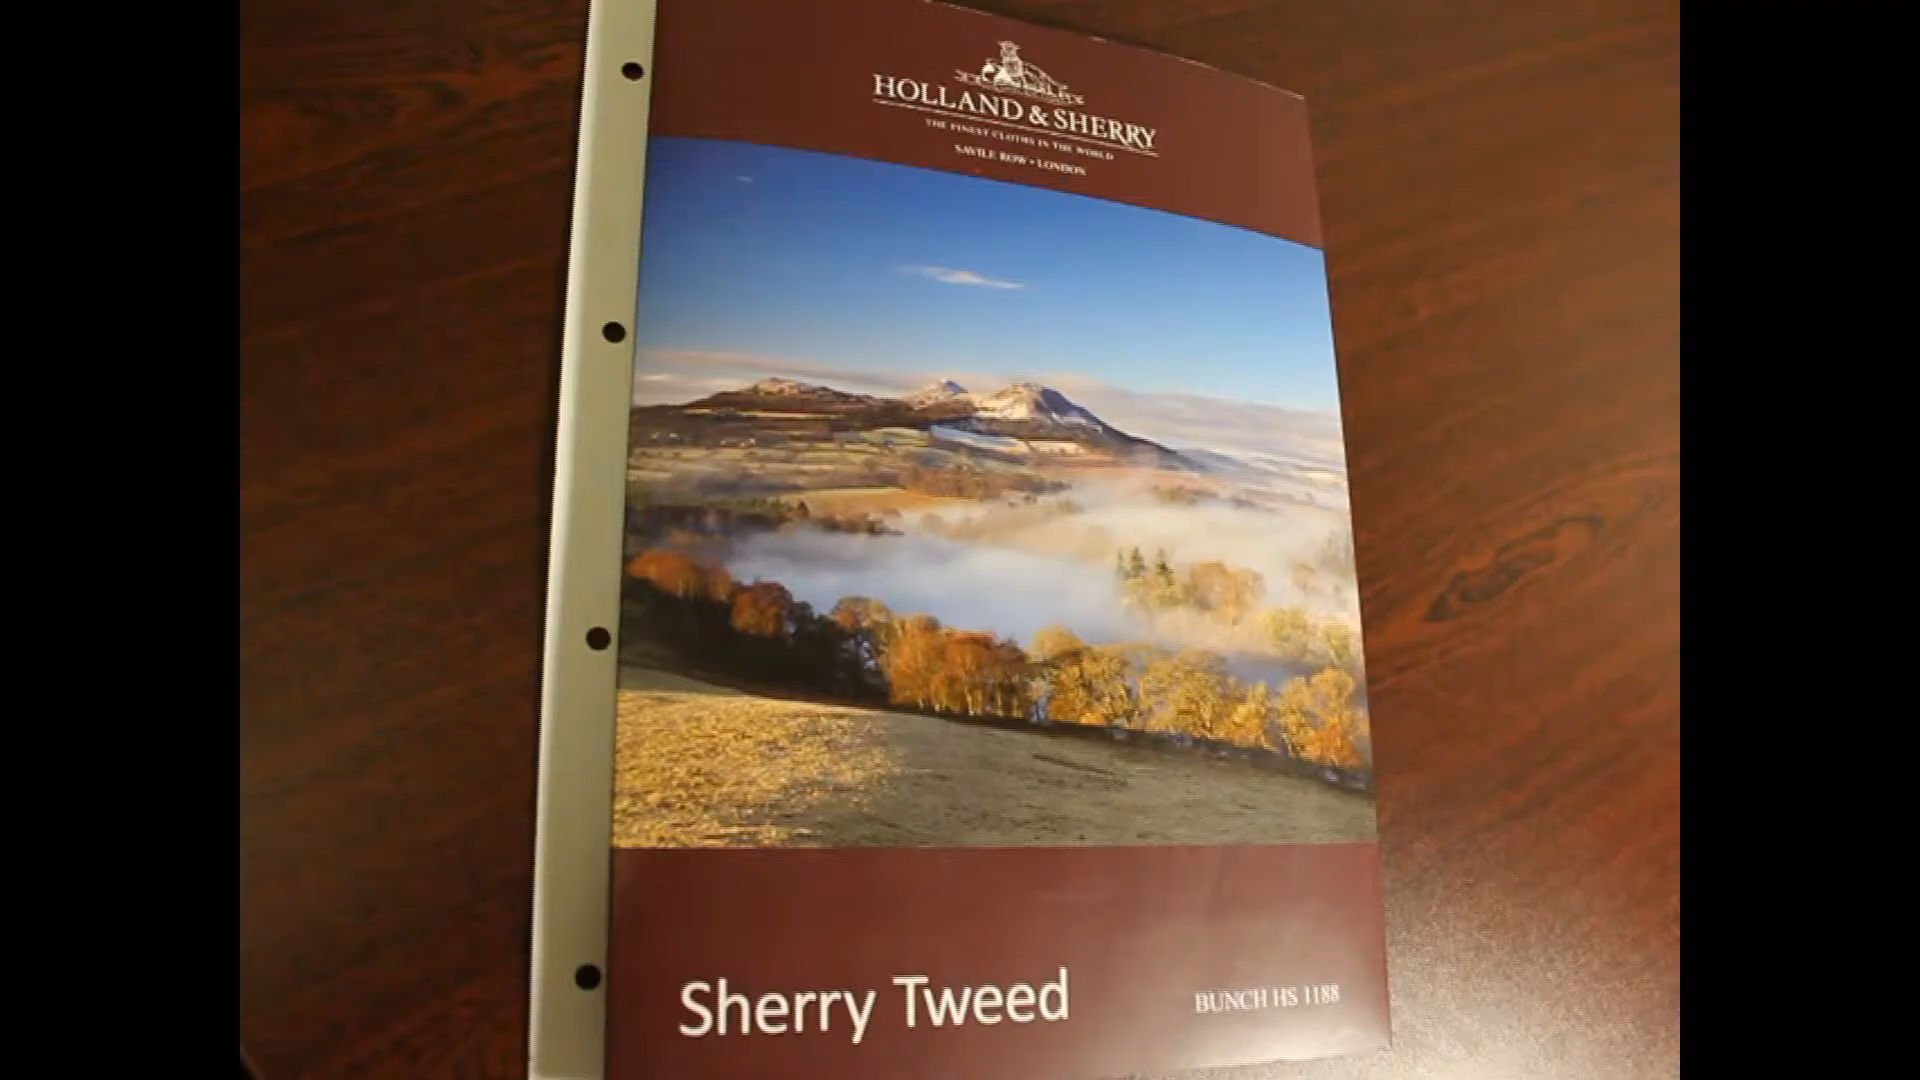 HOLLAND & SHERRY
THE FINEST CLOTHS IN THE WORLD
SAVILE ROW • LONDON
Sherry Tweed
BUNCH HS 1188